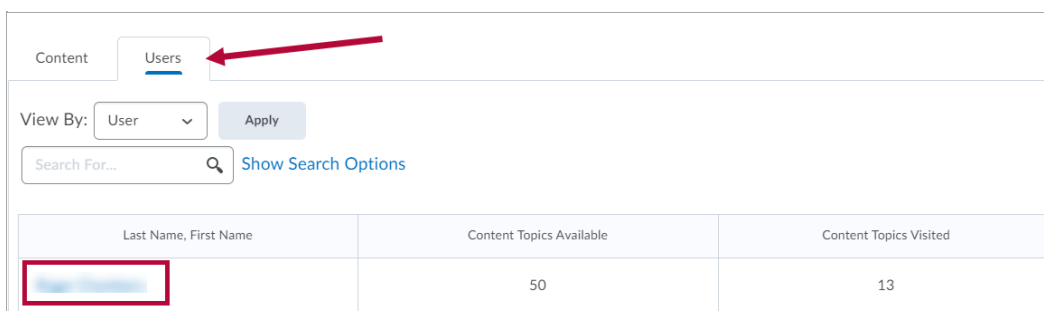 Content Users
View By: User Apply
Search For... Show Search Options
Last Name, First Name Content Topics Available Content Topics Visited
50 13